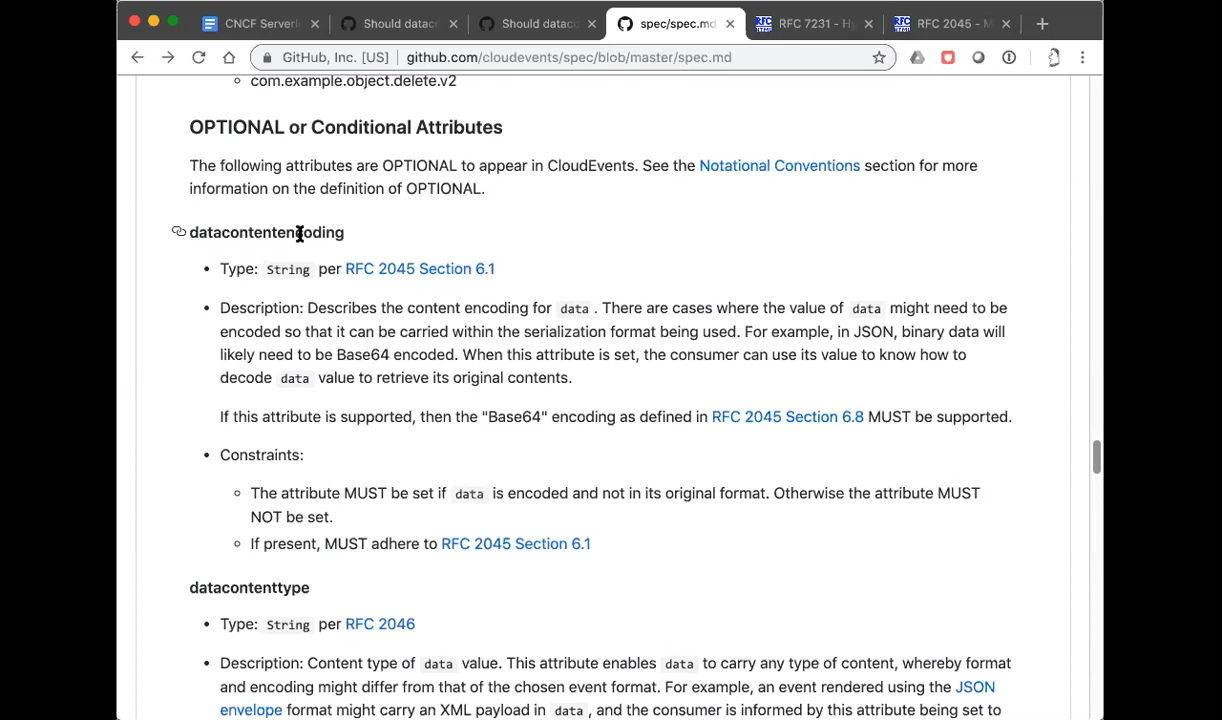 CNCF Serverl
Should datac
Should datac
spec/spec.md
RFC 7231 - H
RFC 2045 - M
GitHub, Inc. [US] github.com/cloudevents/spec/blob/master/spec.md
com.example.object.delete.v2
OPTIONAL or Conditional Attributes
The following attributes are OPTIONAL to appear in CloudEvents. See the Notational Conventions section for more
information on the definition of OPTIONAL.
datacontentencoding
Type: String per RFC 2045 Section 6.1
Description: Describes the content encoding for data . There are cases where the value of data might need to be
encoded so that it can be carried within the serialization format being used. For example, in JSON, binary data will
likely need to be Base64 encoded. When this attribute is set, the consumer can use its value to know how to
decode data value to retrieve its original contents.
If this attribute is supported, then the "Base64" encoding as defined in RFC 2045 Section 6.8 MUST be supported.
Constraints:
The attribute MUST be set if data is encoded and not in its original format. Otherwise the attribute MUST
NOT be set.
If present, MUST adhere to RFC 2045 Section 6.1
datacontenttype
Type: String per RFC 2046
Description: Content type of data value. This attribute enables data to carry any type of content, whereby format
and encoding might differ from that of the chosen event format. For example, an event rendered using the JSON
envelope format might carry an XML payload in data , and the consumer is informed by this attribute being set to